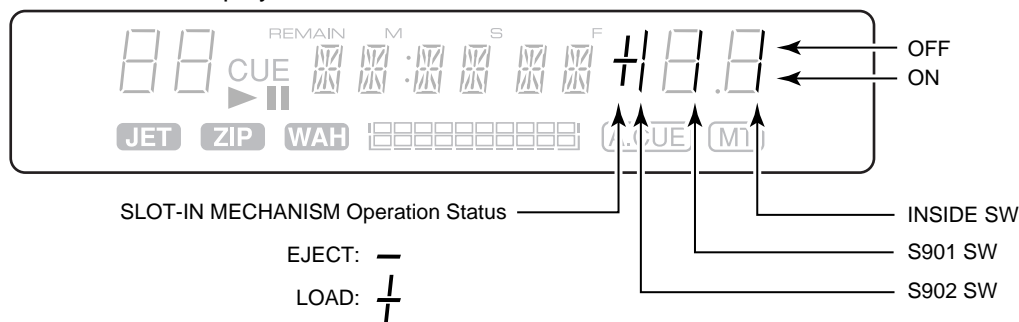 REMAIN M S F
CUE
OFF
ON
JET ZIP WAH A.CUE MT
SLOT-IN MECHANISM Operation Status
INSIDE SW
EJECT:
S901 SW
LOAD:
S902 SW